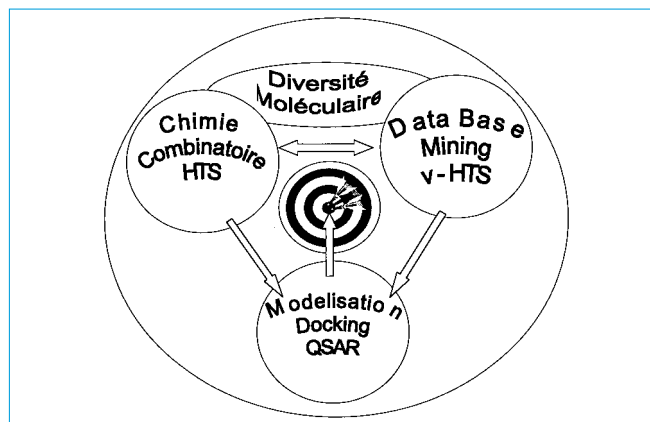 Diversité
Moléculaire
Chimie
Combinatoire
HTS
Data Base
Mining
v-HTS
Modelisation
Docking
QSAR